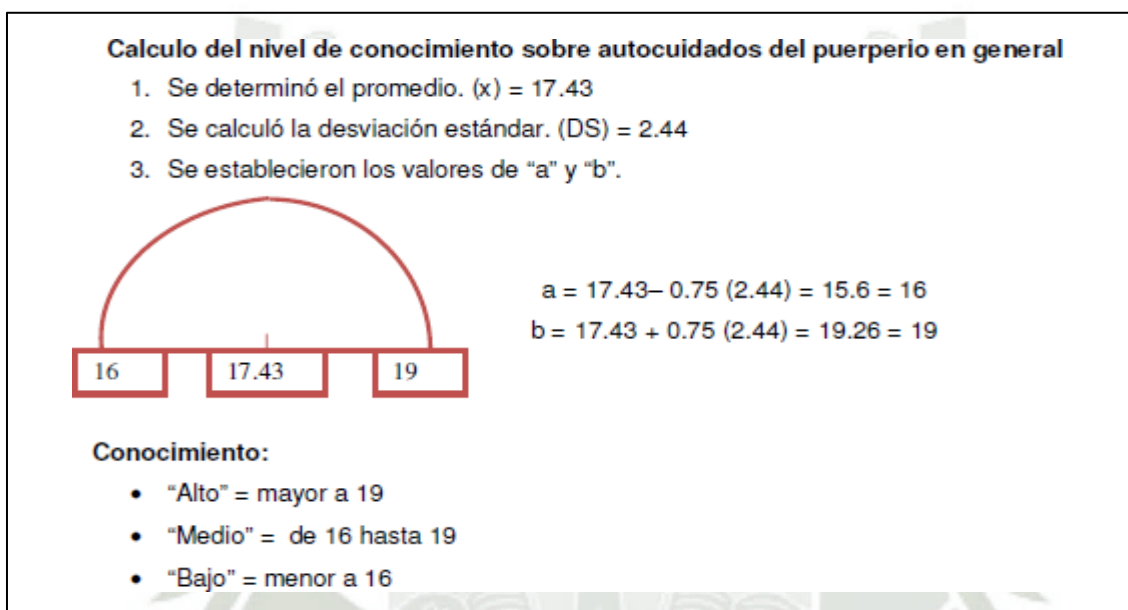 Calculo del nivel de conocimiento sobre autocuidados del puerperio en general
1. Se determinó el promedio. (x) = 17.43
2. Se calculó la desviación estándar. (DS) = 2.44
3. Se establecieron los valores de “a” y “b”.
a = 17.43– 0.75 (2.44) = 15.6 = 16
b = 17.43 + 0.75 (2.44) = 19.26 = 19
16 17.43 19
Conocimiento:
• “Alto” = mayor a 19
• “Medio” = de 16 hasta 19
• “Bajo” = menor a 16